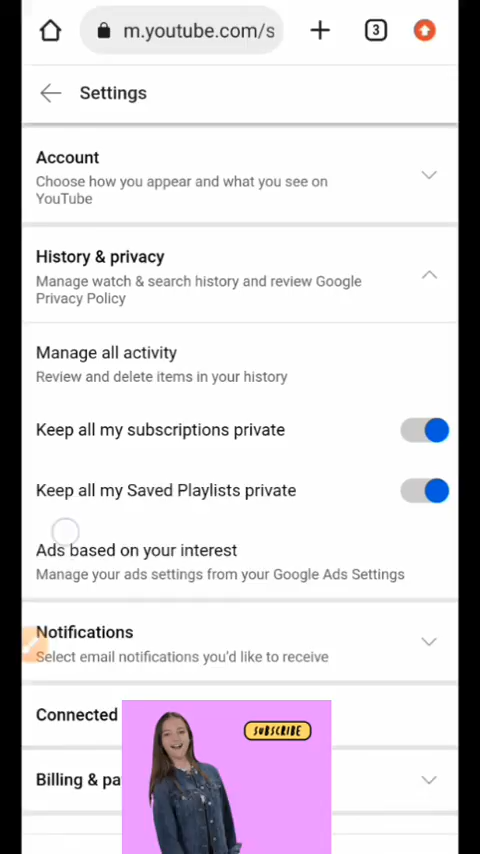 m.youtube.com/s
3
Settings
Account
Choose how you appear and what you see on
YouTube
History & privacy
Manage watch & search history and review Google
Privacy Policy
Manage all activity
Review and delete items in your history
Keep all my subscriptions private
Keep all my Saved Playlists private
Ads based on your interest
Manage your ads settings from your Google Ads Settings
Notifications
Select email notifications you'd like to receive
Connected
SUBSCRIBE
Billing & pa